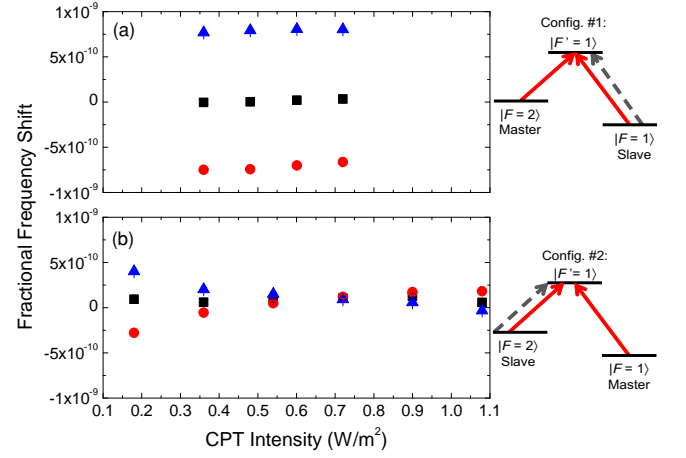 1x10⁻⁹
(a)
5x10⁻¹⁰
0
-5x10⁻¹⁰
-1x10⁻⁹
1x10⁻⁹
(b)
5x10⁻¹⁰
0
-5x10⁻¹⁰
-1x10⁻⁹
0.1 0.2 0.3 0.4 0.5 0.6 0.7 0.8 0.9 1.0 1.1
CPT Intensity (W/m²)
Fractional Frequency Shift
Config. #1:
|F' = 1⟩
|F = 2⟩
Master
|F = 1⟩
Slave
Config. #2:
|F' = 1⟩
|F = 2⟩
Slave
|F = 1⟩
Master